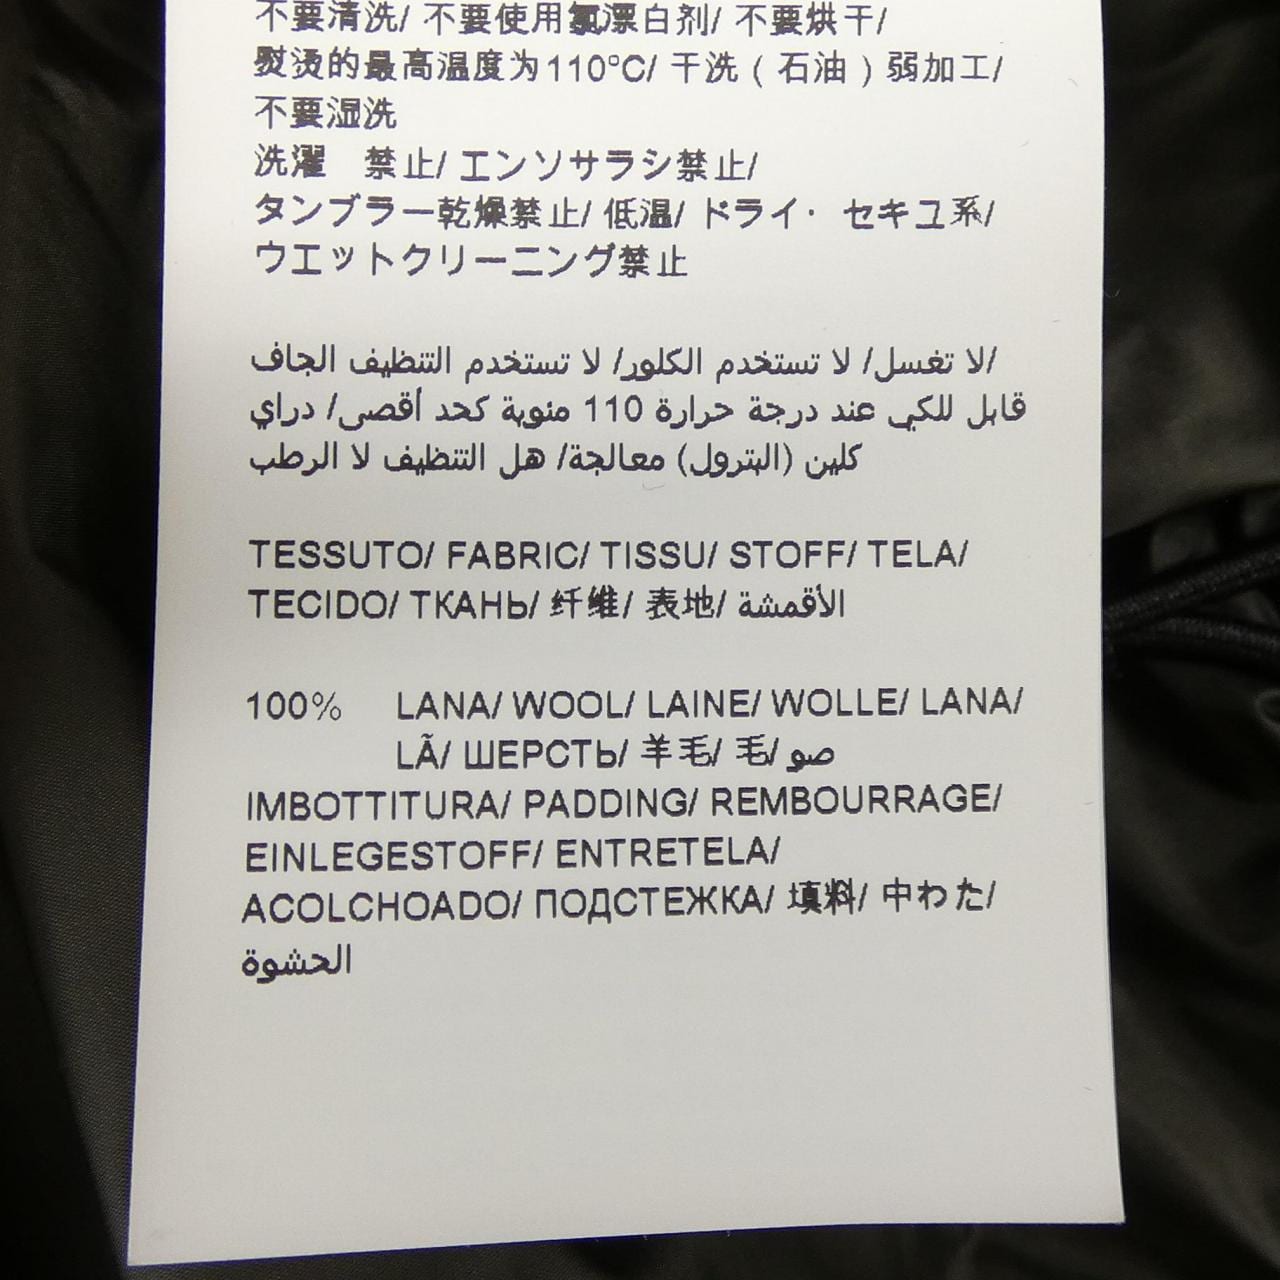 不要清洗/ 不要使用氯漂白剂/ 不要烘干/
熨烫的最高温度为110°C/ 干洗 ( 石油 ) 弱加工/
不要湿洗
洗濯　禁止/ エンソサラシ禁止/
タンブラー乾燥禁止/ 低温/ ドライ· セキユ系/
ウエットクリーニング禁止
لا تغسل/ لا تستخدم الكلور/ لا تستخدم التنظيف الجاف/
قابل للكي عند درجة حرارة 110 مئوية كحد أقصى/ دراي
كلين (البترول) معالجة/ هل التنظيف لا الرطب
TESSUTO/ FABRIC/ TISSU/ STOFF/ TELA/
TECIDO/ ТКАНЬ/ 纤维/ 表地/ الأقمشة
100% LANA/ WOOL/ LAINE/ WOLLE/ LANA/
LÃ/ ШЕРСТЬ/ 羊毛/ 毛/ صو
IMBOTTITURA/ PADDING/ REMBOURRAGE/
EINLEGESTOFF/ ENTRETELA/
ACOLCHOADO/ ПОДСТЕЖКА/ 填料/ 中わた/
الحشوة